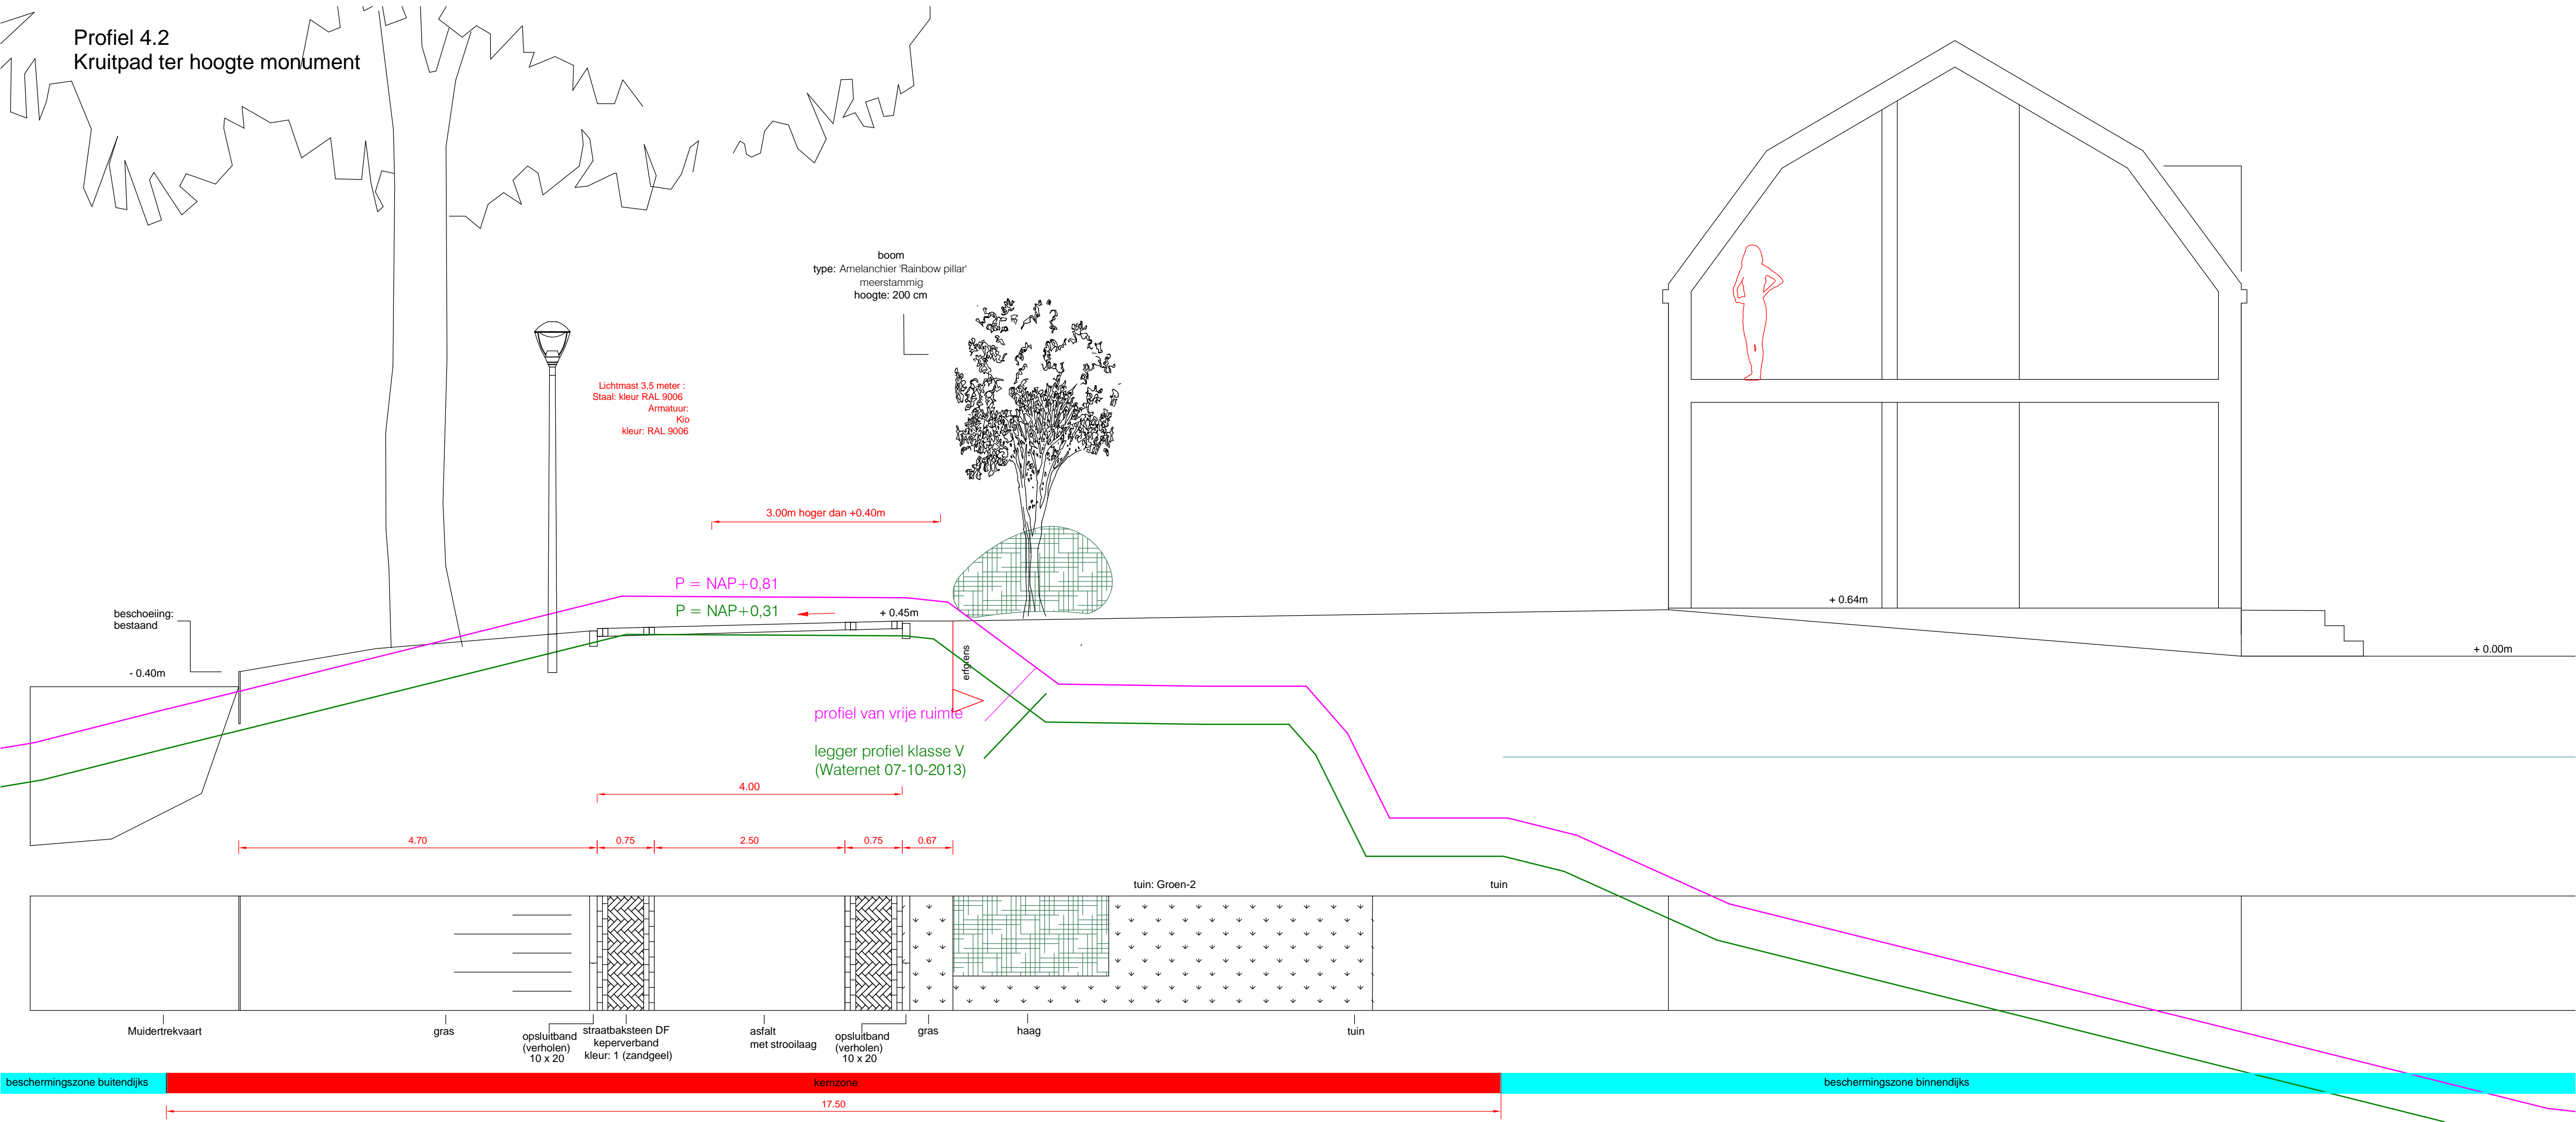 Profiel 4.2
Kruitpad ter hoogte monument
boom
type: Amelanchier 'Rainbow pillar'
meerstammig
hoogte: 200 cm
Lichtmast 3,5 meter :
Staal: kleur RAL 9006
Armatuur:
Kio
kleur: RAL 9006
3.00m hoger dan +0.40m
P = NAP+0,81
P = NAP+0,31
+ 0.45m
+ 0.64m
beschoeiing:
bestaand
- 0.40m
erfgrens
+ 0.00m
profiel van vrije ruimte
legger profiel klasse V
(Waternet 07-10-2013)
4.00
4.70
0.75
2.50
0.75
0.67
tuin: Groen-2
tuin
Muidertrekvaart
gras
opsluitband
(verholen)
10 x 20
straatbaksteen DF
keperverband
kleur: 1 (zandgeel)
asfalt
met strooilaag
opsluitband
(verholen)
10 x 20
gras
haag
tuin
beschermingszone buitendijks
kernzone
beschermingszone binnendijks
17.50